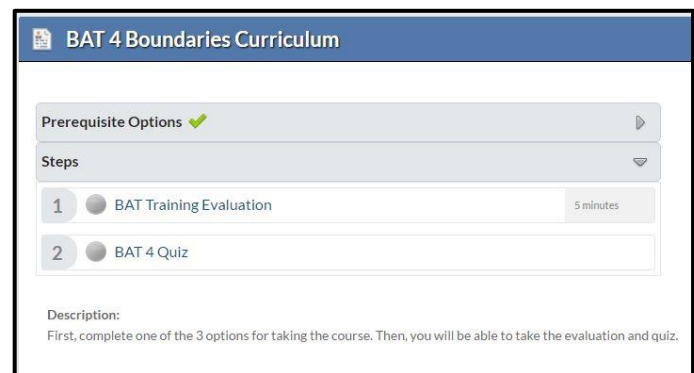 BAT 4 Boundaries Curriculum
Prerequisite Options
Steps
1 BAT Training Evaluation 5 minutes
2 BAT 4 Quiz
Description:
First, complete one of the 3 options for taking the course. Then, you will be able to take the evaluation and quiz.